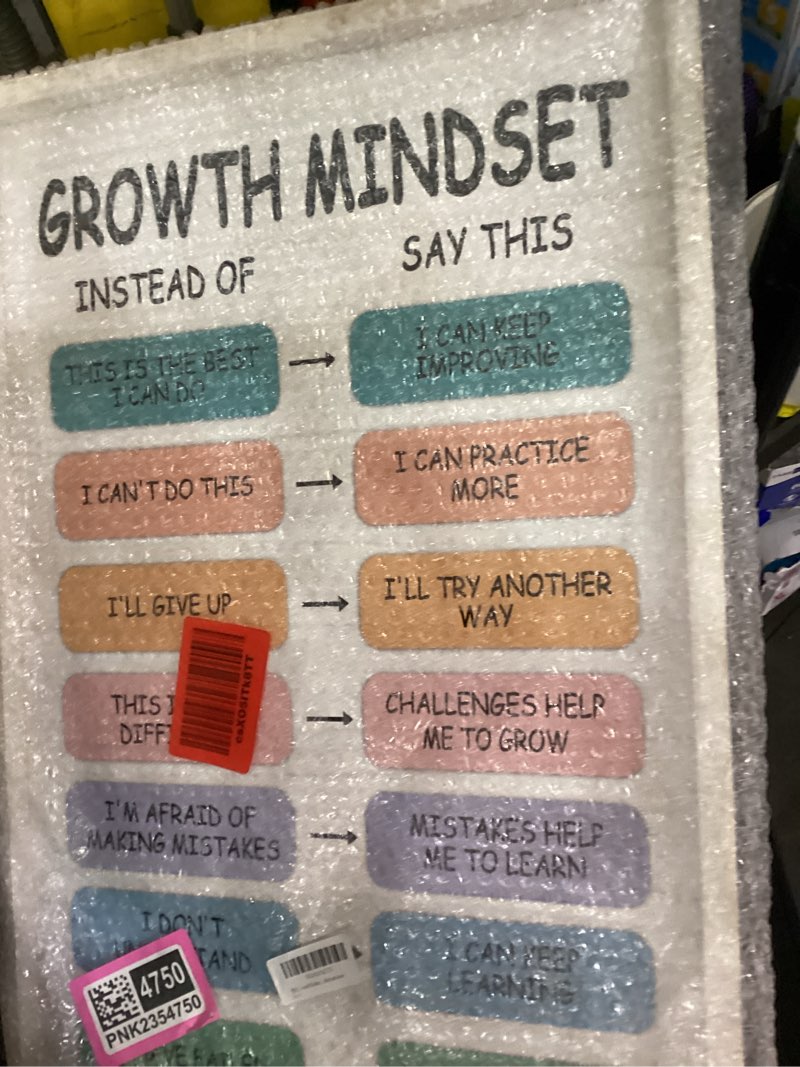 GROWTH MINDSET
INSTEAD OF
SAY THIS
THIS IS THE BEST
I CAN DO
I CAN KEEP
IMPROVING
I CAN'T DO THIS
I CAN PRACTICE
MORE
I'LL GIVE UP
I'LL TRY ANOTHER
WAY
THIS
CHALLENGES HELP
ME TO GROW
I'M AFRAID OF
MAKING MISTAKES
MISTAKES HELP
ME TO LEARN
I DON'T
I CAN KEEP
LEARNING
4750
PNK2354750